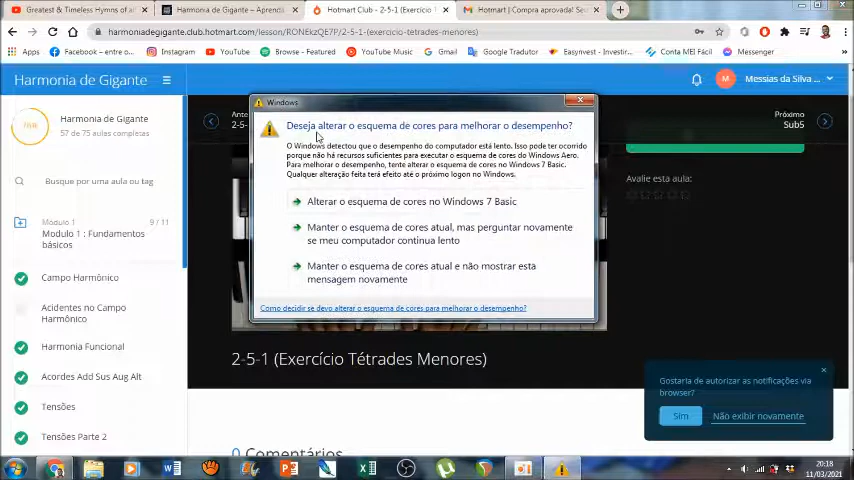 Greatest & Timeless Hymns of a
Harmonia de Gigante – Aprenda
Hotmart Club - 2-5-1 (Exercício T
Hotmart | Compra aprovada! Se
harmoniadegigante.club.hotmart.com/lesson/RONEkzQE7P/2-5-1-(exercicio-tetrades-menores)
Apps
Facebook – entre o...
Instagram
YouTube
Browse - Featured
YouTube Music
Gmail
Google Tradutor
Easynvest - Investir...
Conta MEI Fácil
Messenger
Harmonia de Gigante
M
Messias da Silva ...
Harmonia de Gigante
57 de 75 aulas completas
Busque por uma aula ou tag
Modulo 1
9 / 11
Modulo 1 : Fundamentos
básicos
Campo Harmônico
Acidentes no Campo
Harmônico
Harmonia Funcional
Acordes Add Sus Aug Alt
Tensões
Tensões Parte 2
Ante
2-5-
Próximo
Sub5
Avalie esta aula:
Windows
Deseja alterar o esquema de cores para melhorar o desempenho?
O Windows detectou que o desempenho do computador está lento. Isso pode ter ocorrido
porque não há recursos suficientes para executar o esquema de cores do Windows Aero.
Para melhorar o desempenho, tente alterar o esquema de cores no Windows 7 Basic.
Qualquer alteração feita terá efeito até o próximo logon no Windows.
Alterar o esquema de cores no Windows 7 Basic
Manter o esquema de cores atual, mas perguntar novamente
se meu computador continua lento
Manter o esquema de cores atual e não mostrar esta
mensagem novamente
Como decidir se devo alterar o esquema de cores para melhorar o desempenho?
2-5-1 (Exercício Tétrades Menores)
0 Comentários
Gostaria de autorizar as notificações via
browser?
Sim
Não exibir novamente
20:18
11/03/2021